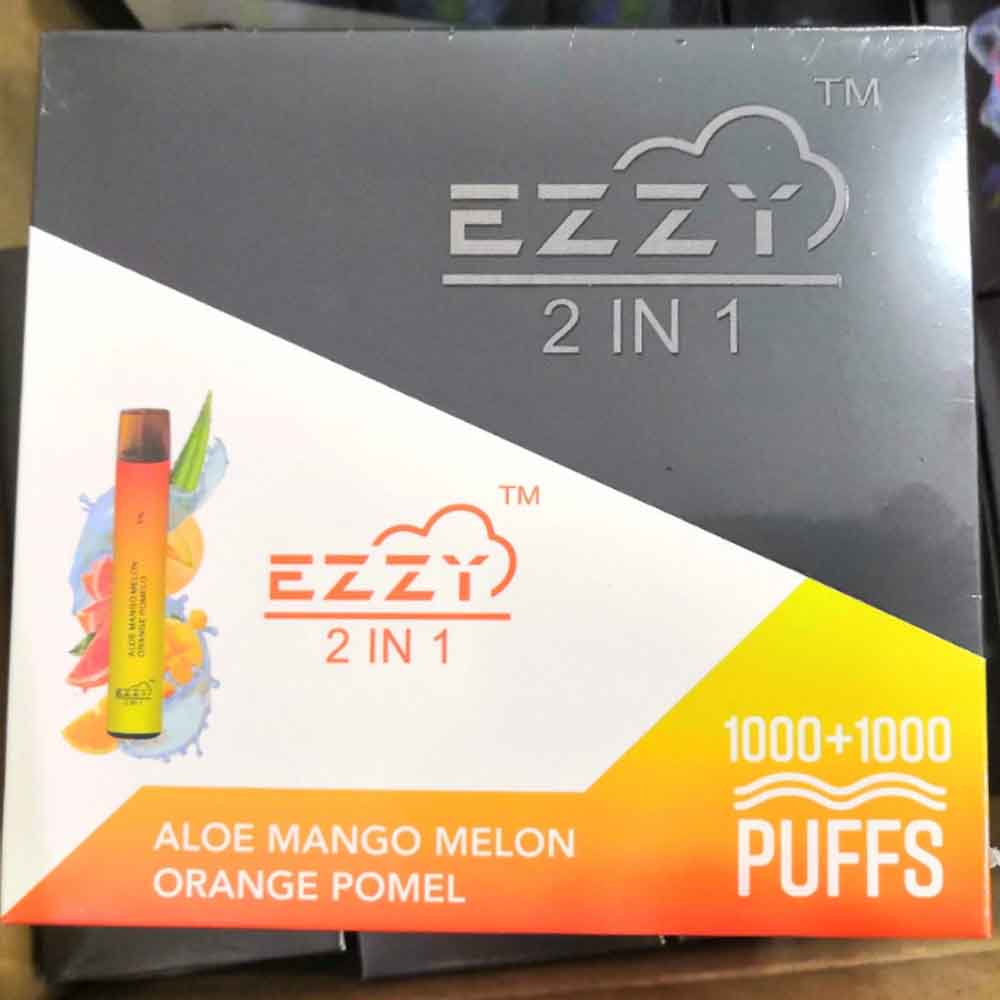 TM
EZZY
2 IN 1
TM
EZZY
2 IN 1
ALOE MANGO MELON
ORANGE POMELO
EZZY
2 IN 1
1000+1000
PUFFS
ALOE MANGO MELON
ORANGE POMEL